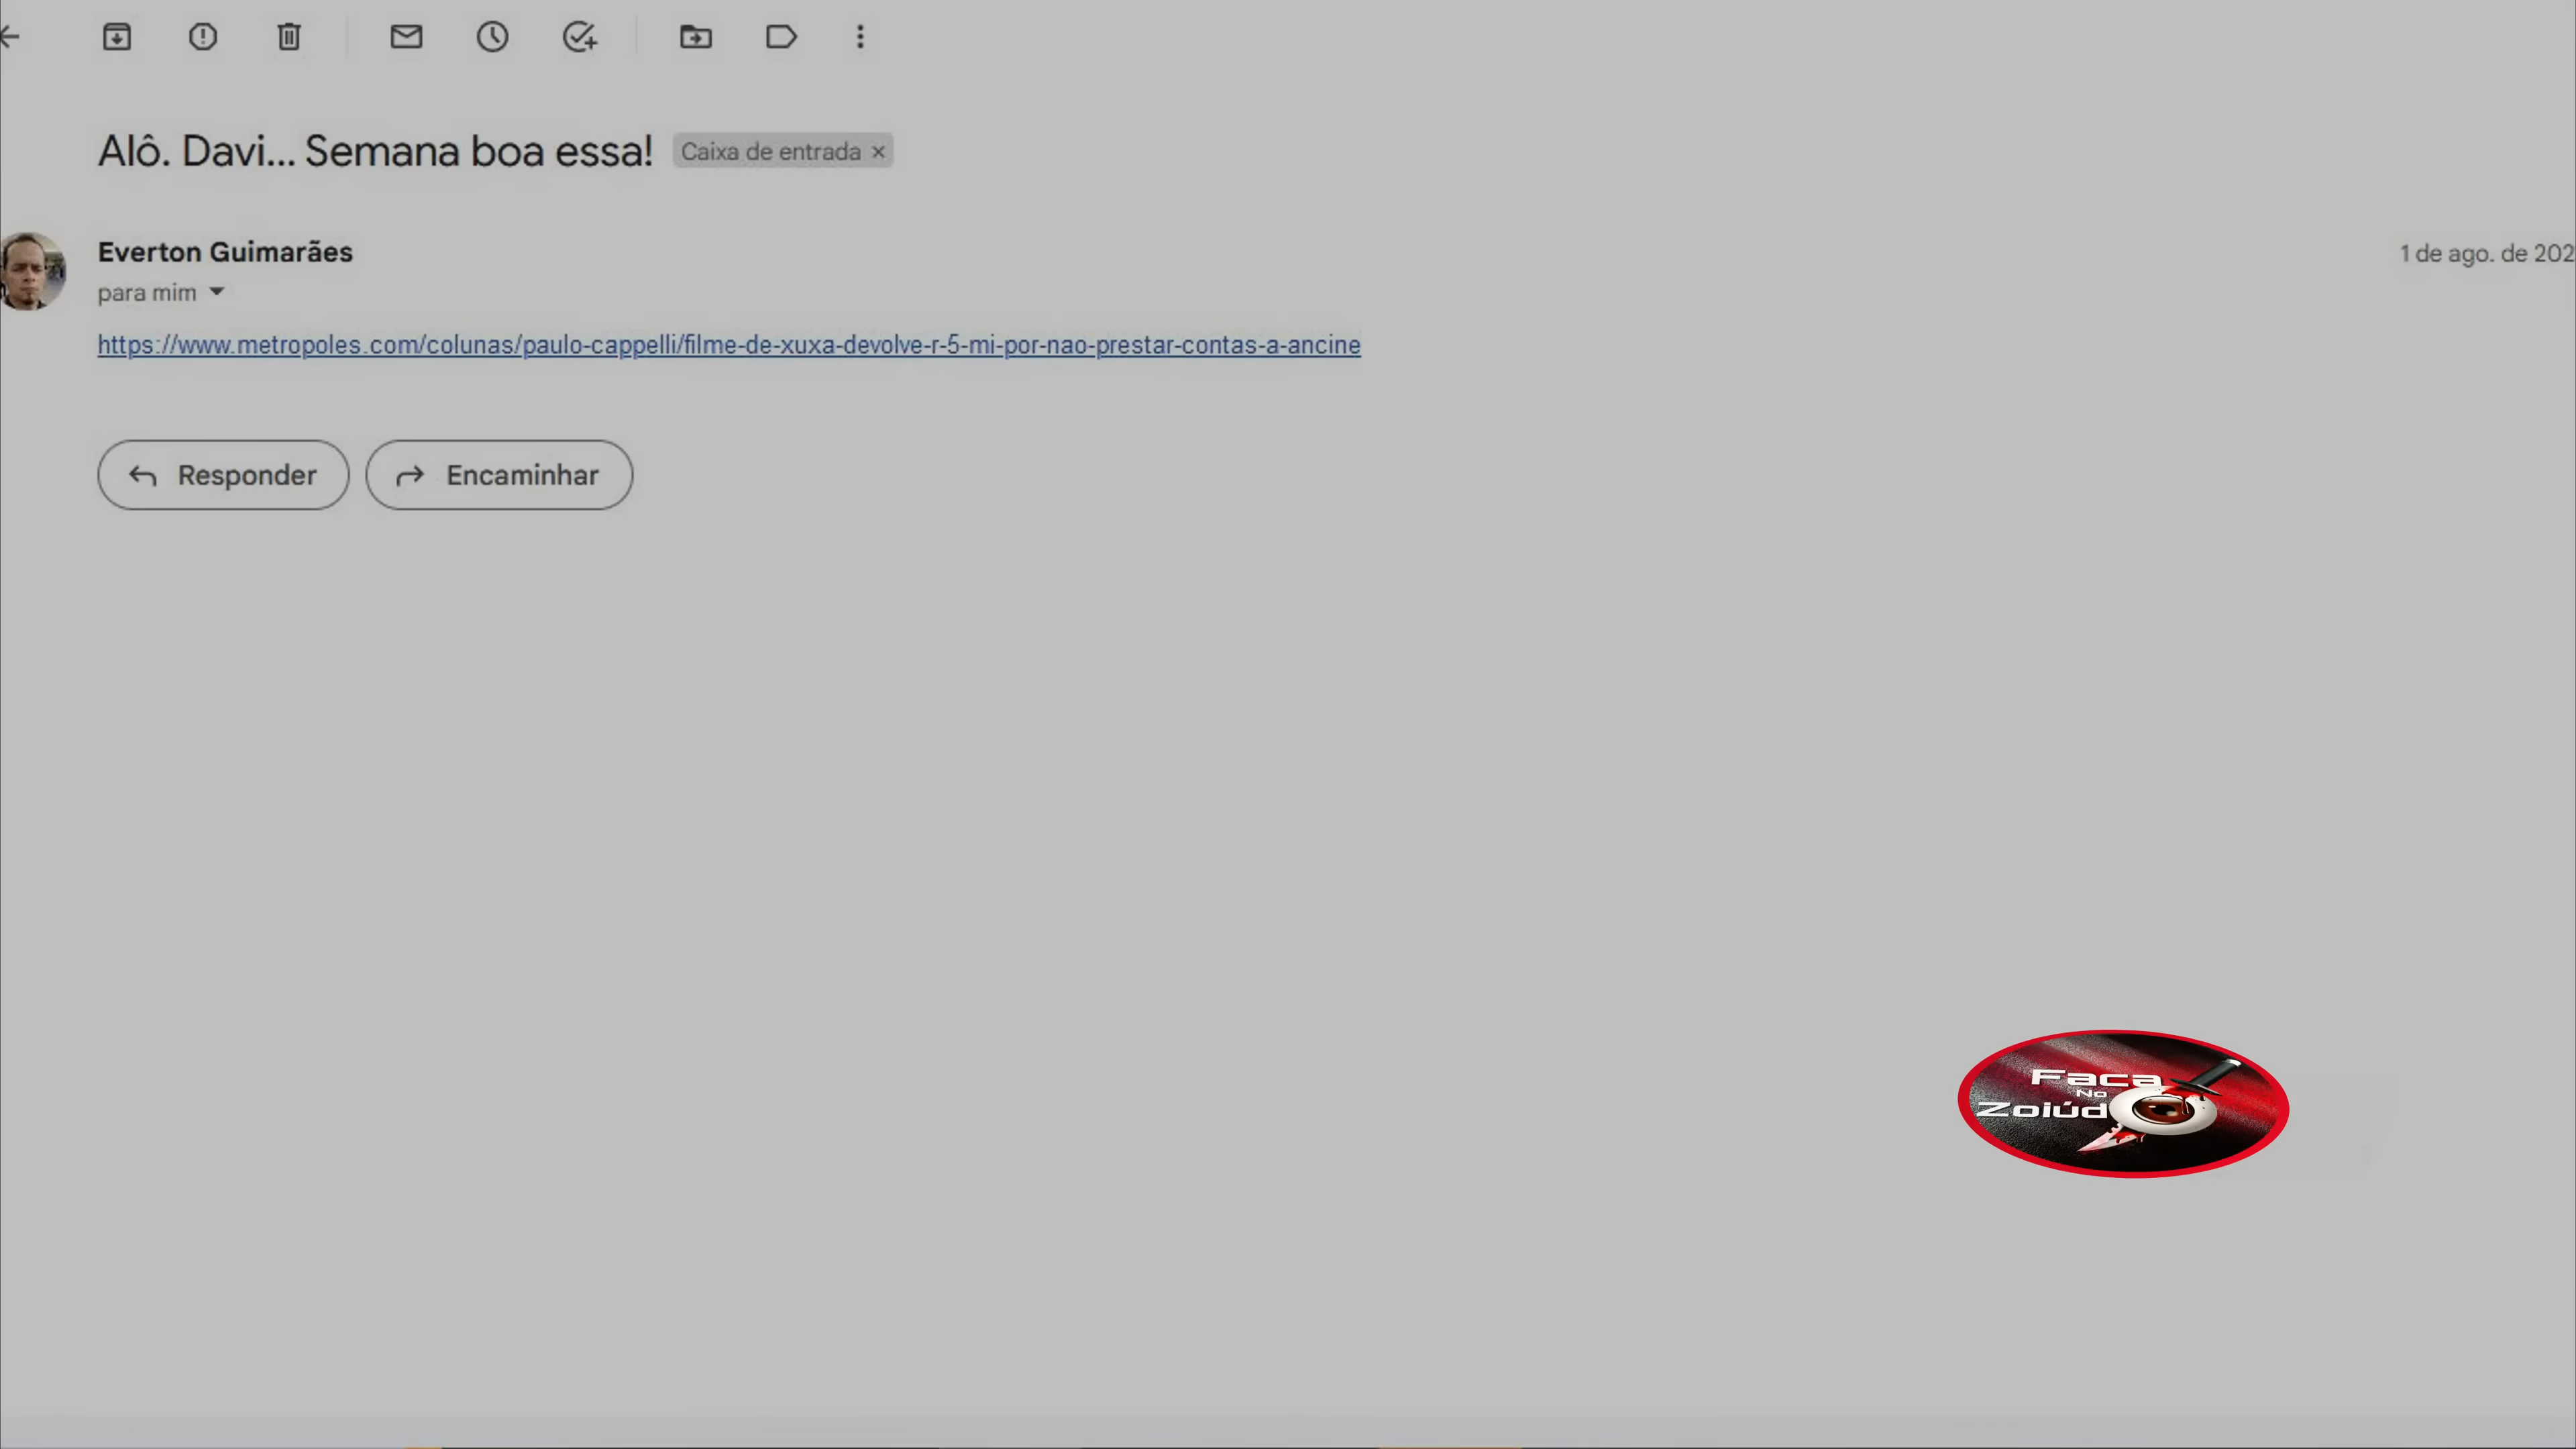 Alô. Davi... Semana boa essa! Caixa de entrada ×
Everton Guimarães
1 de ago. de 202
para mim
https://www.metropoles.com/colunas/paulo-cappelli/filme-de-xuxa-devolve-r-5-mi-por-nao-prestar-contas-a-ancine
Responder Encaminhar
Faca
No
Zoiúd